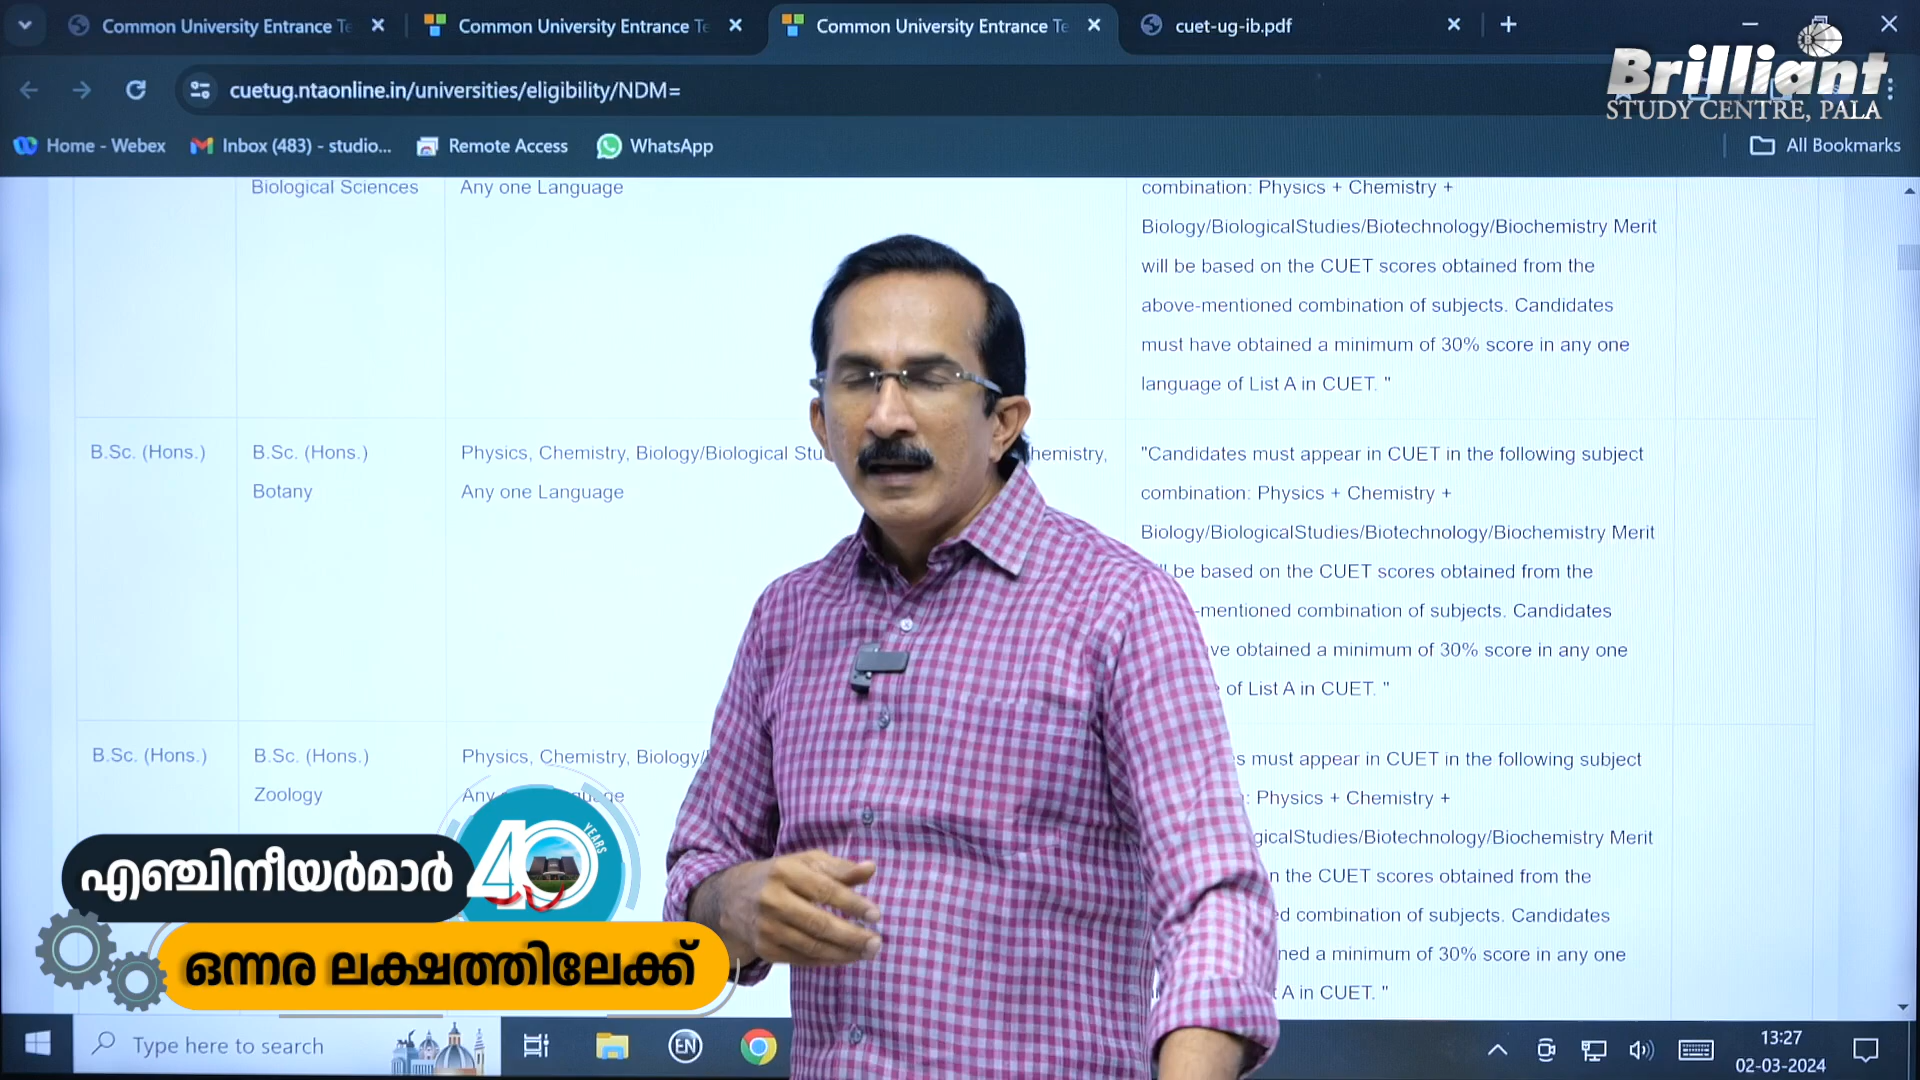 Common University Entrance Te
Common University Entrance Te
Common University Entrance Te
cuet-ug-ib.pdf
Brilliant
STUDY CENTRE, PALA
cuetug.ntaonline.in/universities/eligibility/NDM=
Home - Webex
Inbox (483) - studio...
Remote Access
WhatsApp
All Bookmarks
Biological Sciences
Any one Language
combination: Physics + Chemistry +
Biology/BiologicalStudies/Biotechnology/Biochemistry Merit
will be based on the CUET scores obtained from the
above-mentioned combination of subjects. Candidates
must have obtained a minimum of 30% score in any one
language of List A in CUET. "
B.Sc. (Hons.)
B.Sc. (Hons.)
Botany
Physics, Chemistry, Biology/Biological Stu
hemistry,
Any one Language
"Candidates must appear in CUET in the following subject
combination: Physics + Chemistry +
Biology/BiologicalStudies/Biotechnology/Biochemistry Merit
be based on the CUET scores obtained from the
-mentioned combination of subjects. Candidates
ve obtained a minimum of 30% score in any one
of List A in CUET. "
B.Sc. (Hons.)
B.Sc. (Hons.)
Zoology
Physics, Chemistry, Biology/
Any
s must appear in CUET in the following subject
: Physics + Chemistry +
gicalStudies/Biotechnology/Biochemistry Merit
n the CUET scores obtained from the
ed combination of subjects. Candidates
ned a minimum of 30% score in any one
A in CUET. "
എഞ്ചിനീയർമാർ
40
YEARS
ഒന്നര ലക്ഷത്തിലേക്ക്
Type here to search
EN
13:27
02-03-2024